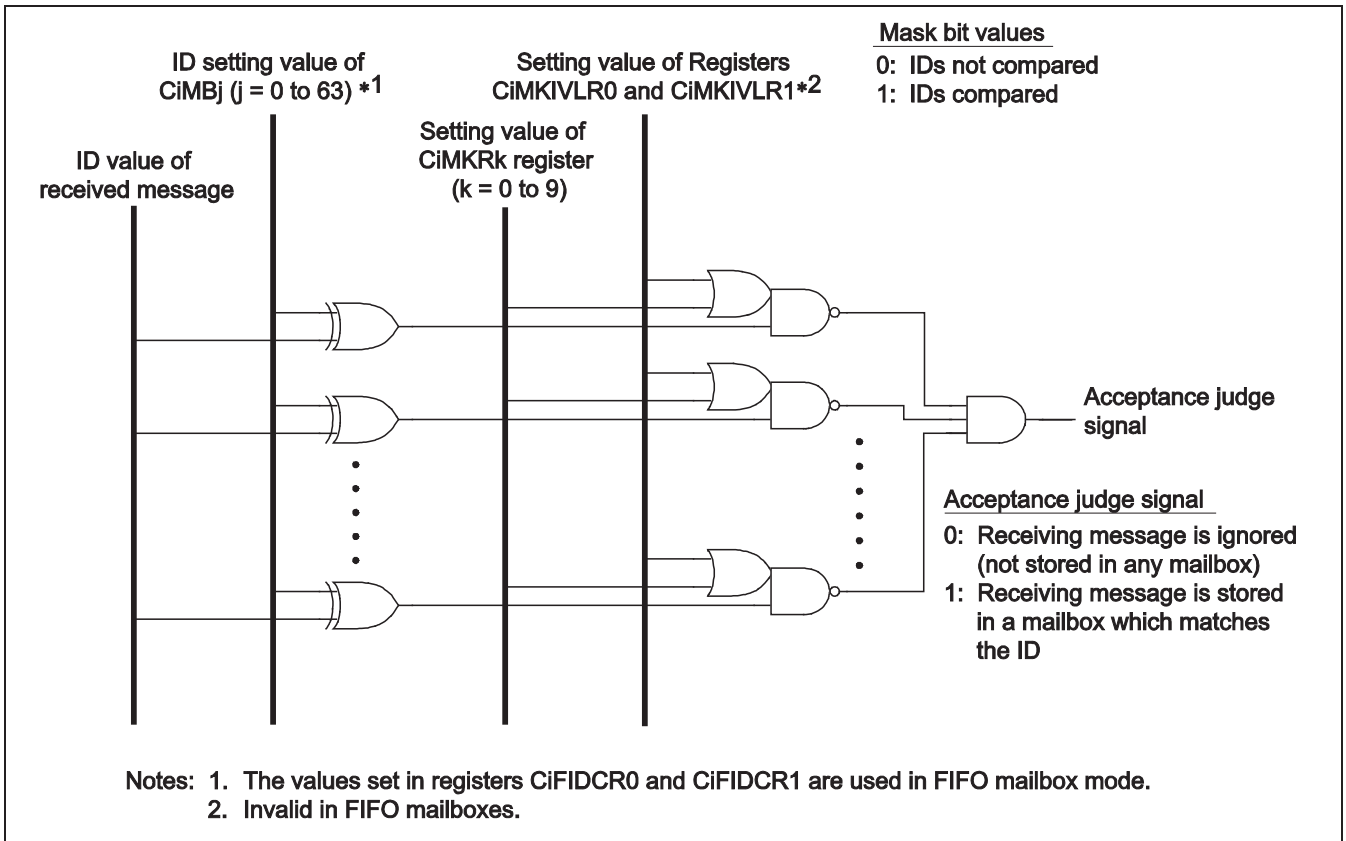 ID setting value of
CiMBj (j = 0 to 63) *1
Setting value of Registers
CiMKIVLR0 and CiMKIVLR1*2
Mask bit values
0: IDs not compared
1: IDs compared
ID value of
received message
Setting value of
CiMKRk register
(k = 0 to 9)
Acceptance judge
signal
Acceptance judge signal
0: Receiving message is ignored
(not stored in any mailbox)
1: Receiving message is stored
in a mailbox which matches
the ID
Notes: 1. The values set in registers CiFIDCR0 and CiFIDCR1 are used in FIFO mailbox mode.
2. Invalid in FIFO mailboxes.